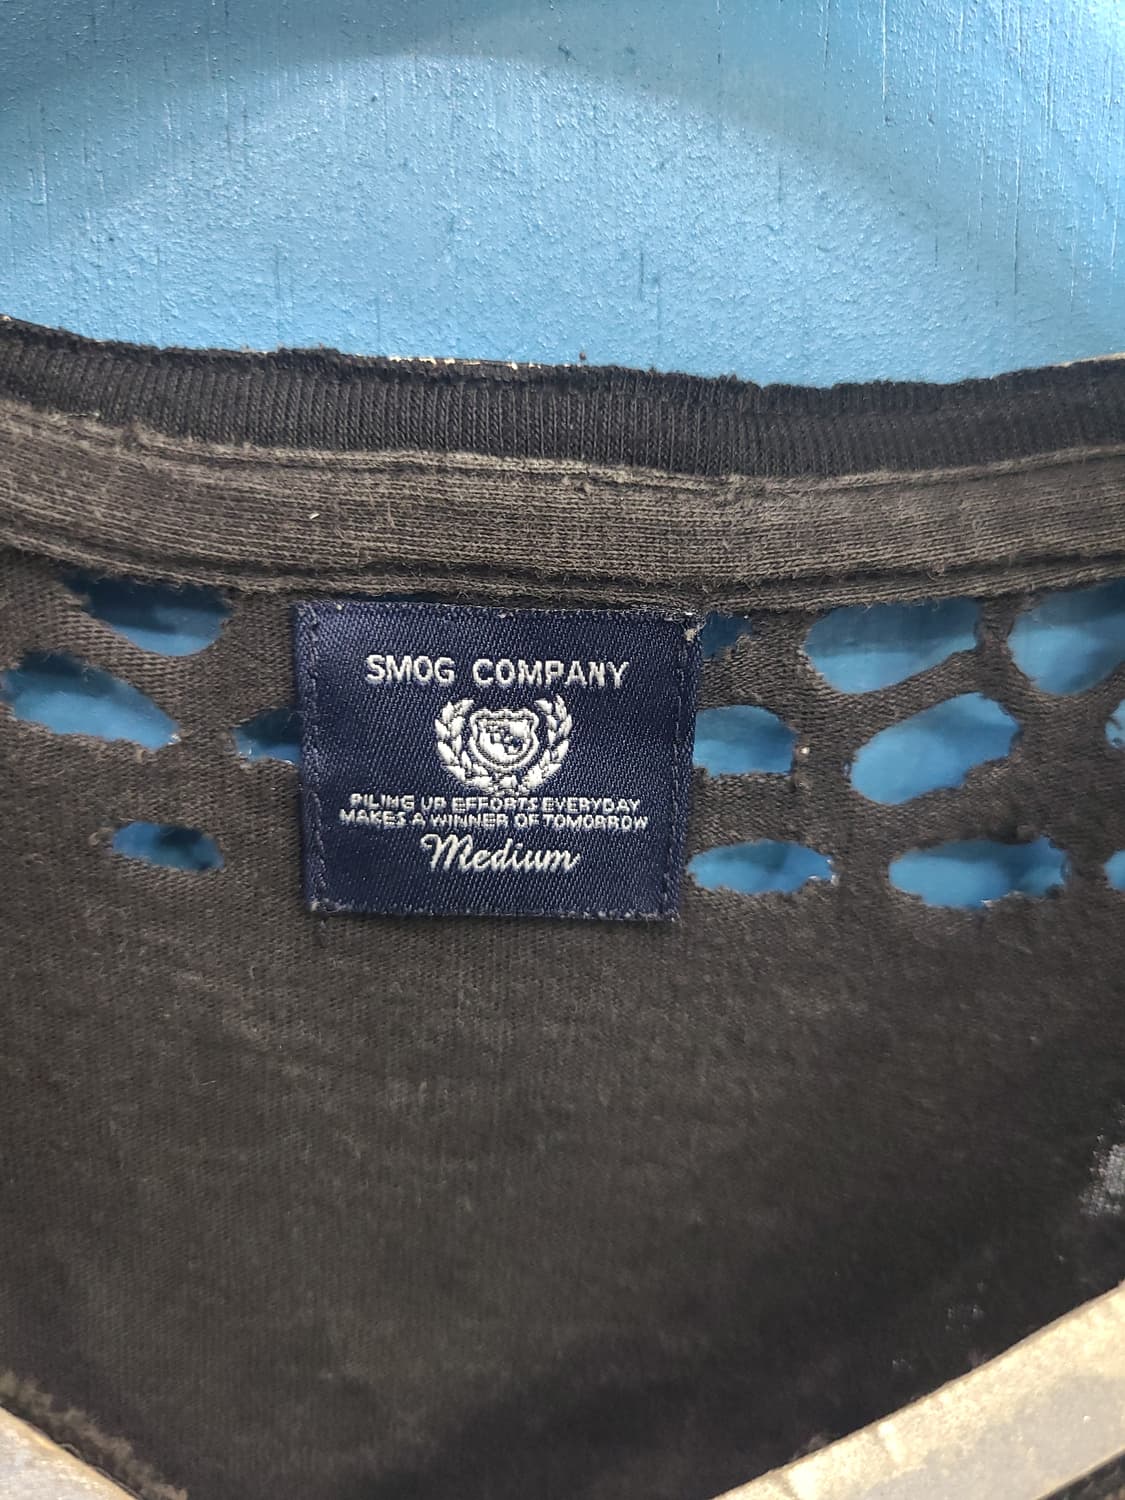 SMOG COMPANY
PILING UP EFFORTS EVERYDAY
MAKES A WINNER OF TOMORROW
Medium